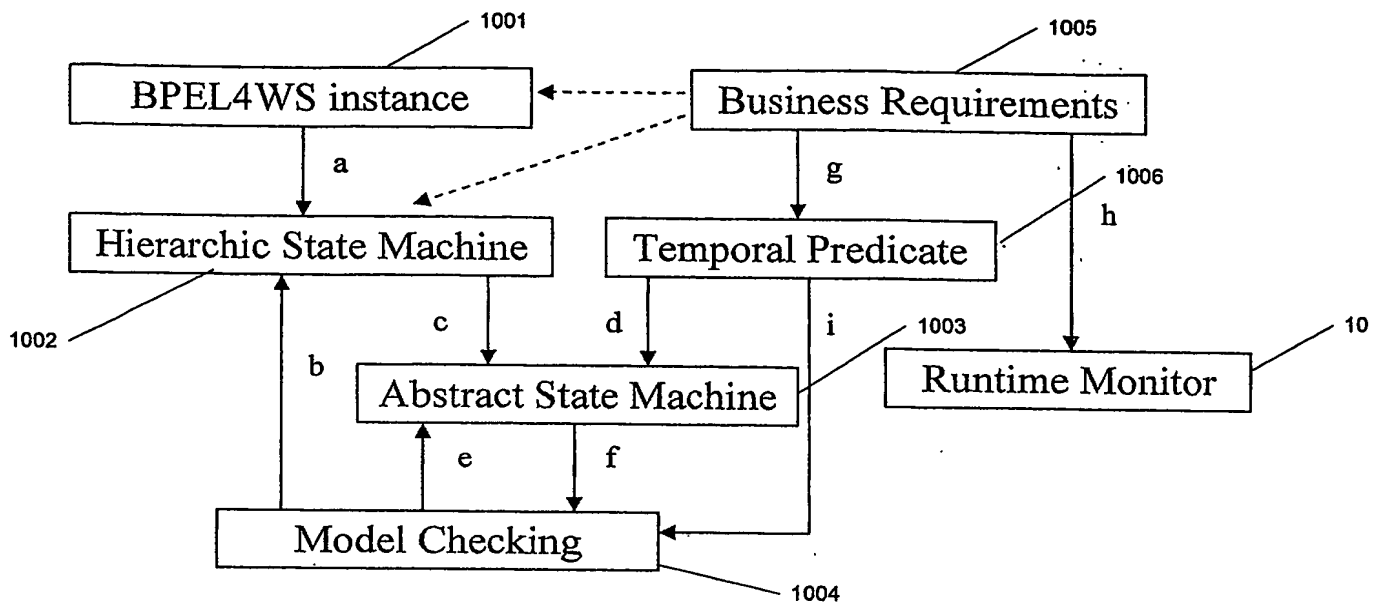 1001
1005
BPEL4WS instance
Business Requirements
a
g
1006
h
Hierarchic State Machine
Temporal Predicate
1002
c
d
i
1003
10
b
Abstract State Machine
Runtime Monitor
e
f
Model Checking
1004